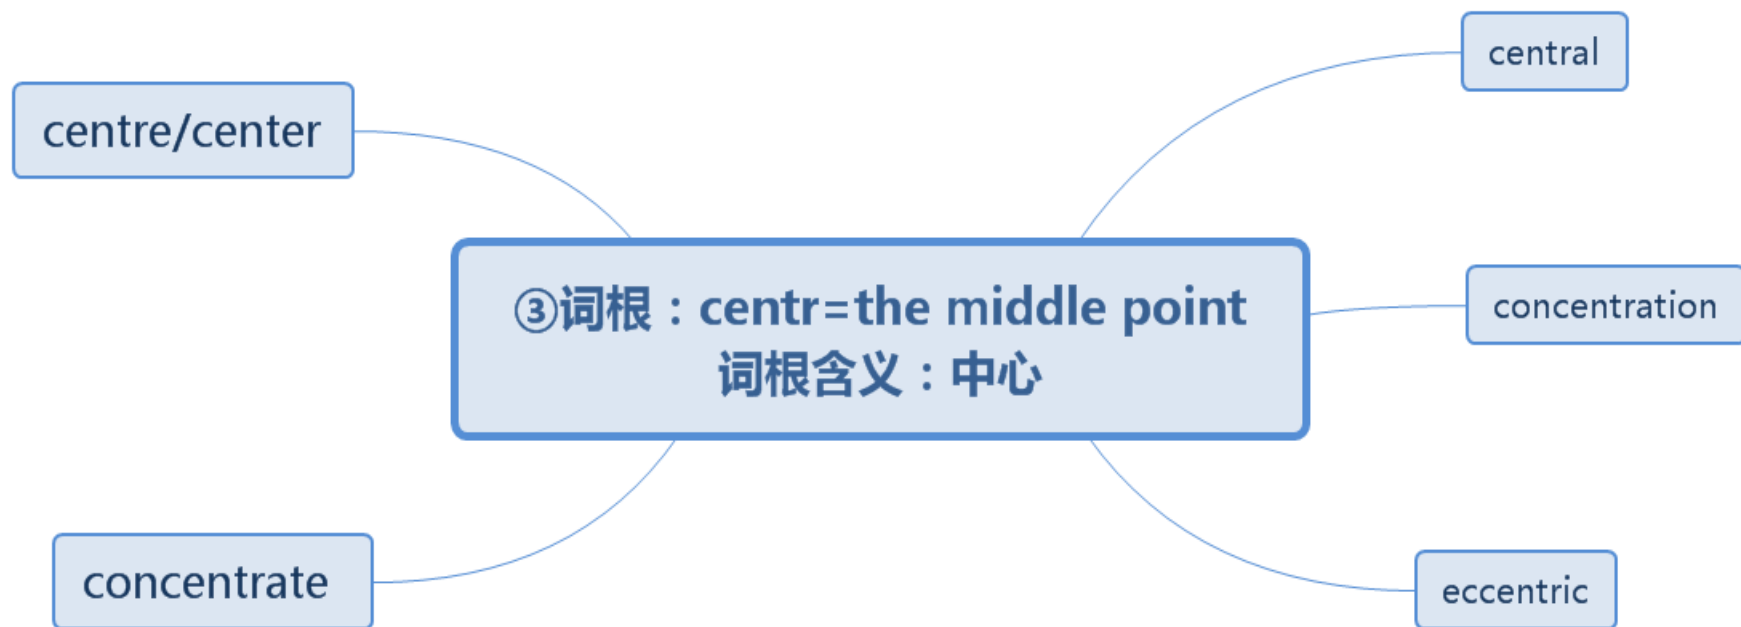 central
centre/center
③词根：centr=the middle point
词根含义：中心
concentration
concentrate
eccentric